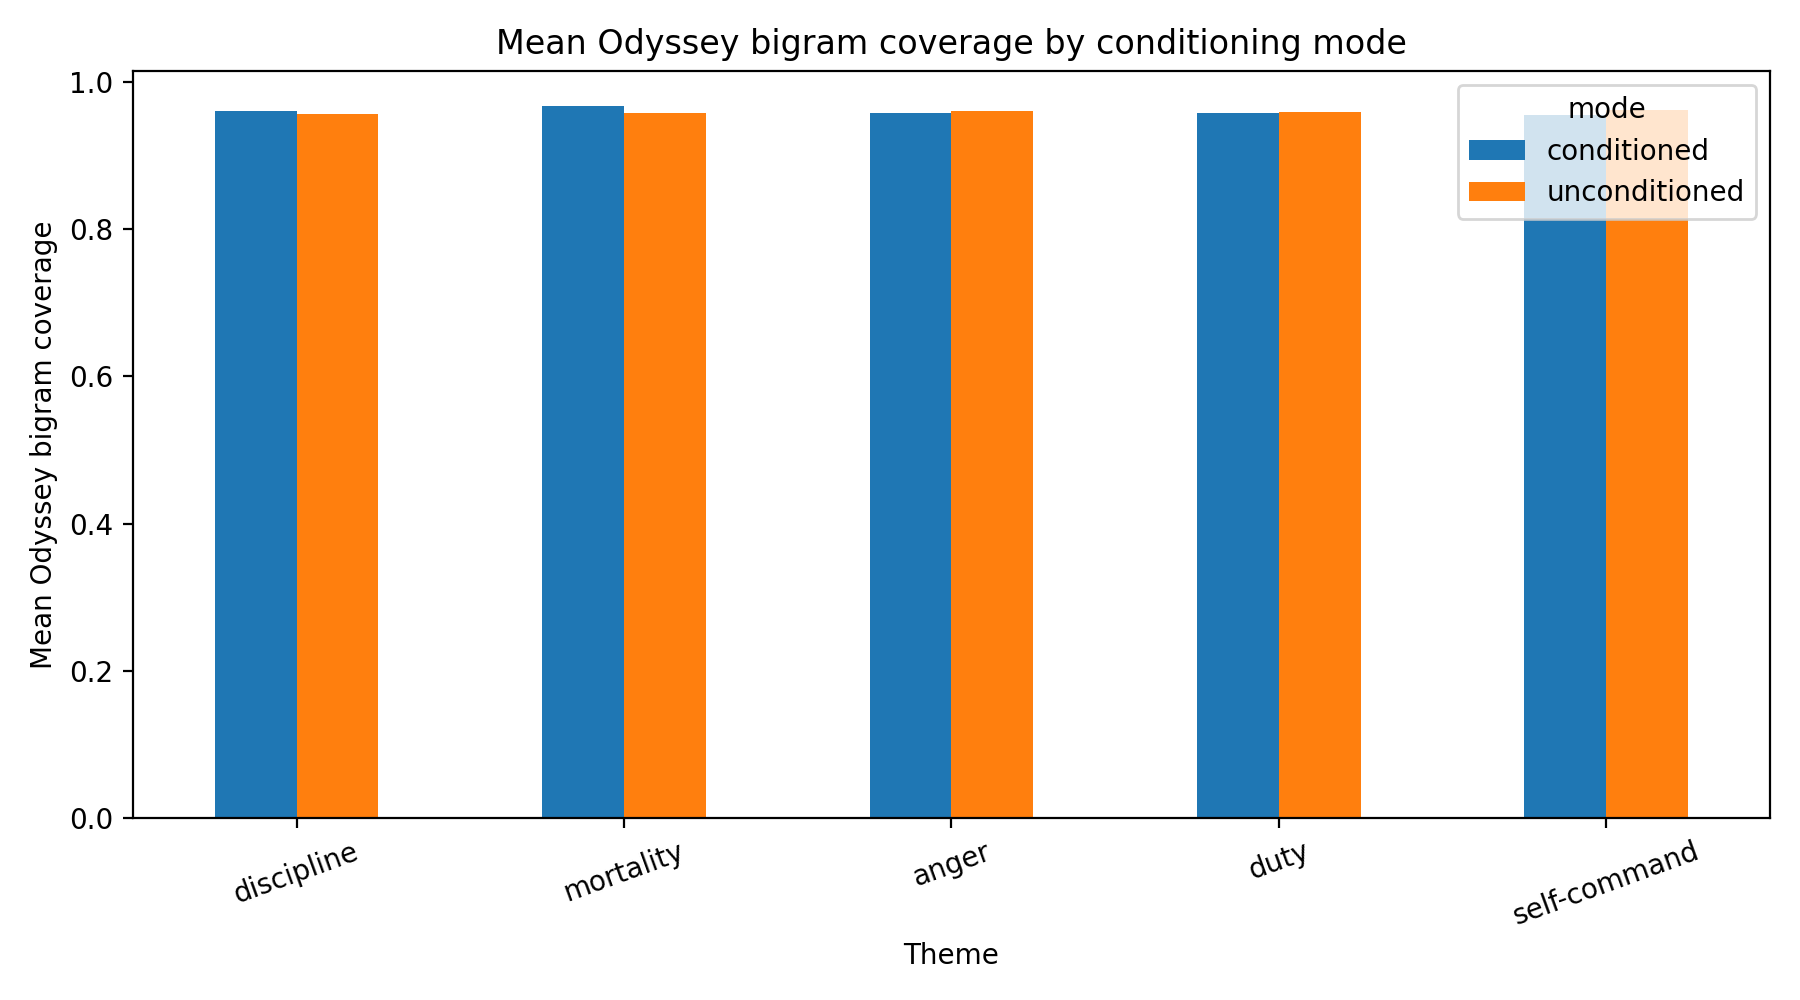 Mean Odyssey bigram coverage by conditioning mode
Mean Odyssey bigram coverage
1.0
0.8
0.6
0.4
0.2
0.0
mode
conditioned
unconditioned
discipline
mortality
anger
duty
self-command
Theme